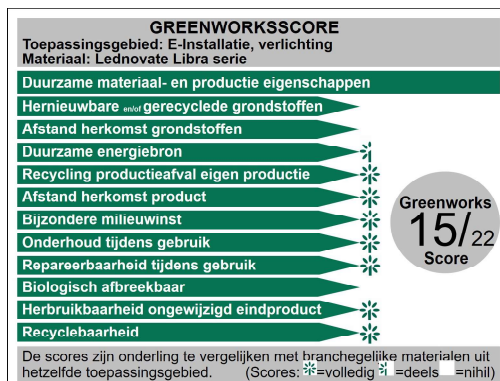 GREENWORKSSCORE
Toepassingsgebied: E-Installatie, verlichting
Materiaal: Lednovate Libra serie
Duurzame materiaal- en productie eigenschappen
Hernieuwbare en/of gerecyclede grondstoffen
Afstand herkomst grondstoffen
Duurzame energiebron
Recycling productieafval eigen productie
Afstand herkomst product
Bijzondere milieuwinst
Onderhoud tijdens gebruik
Repareerbaarheid tijdens gebruik
Biologisch afbreekbaar
Herbruikbaarheid ongewijzigd eindproduct
Recyclebaarheid
Greenworks
15/22
Score
De scores zijn onderling te vergelijken met branchegelijke materialen uit
hetzelfde toepassingsgebied. (Scores: =volledig =deels =nihil)